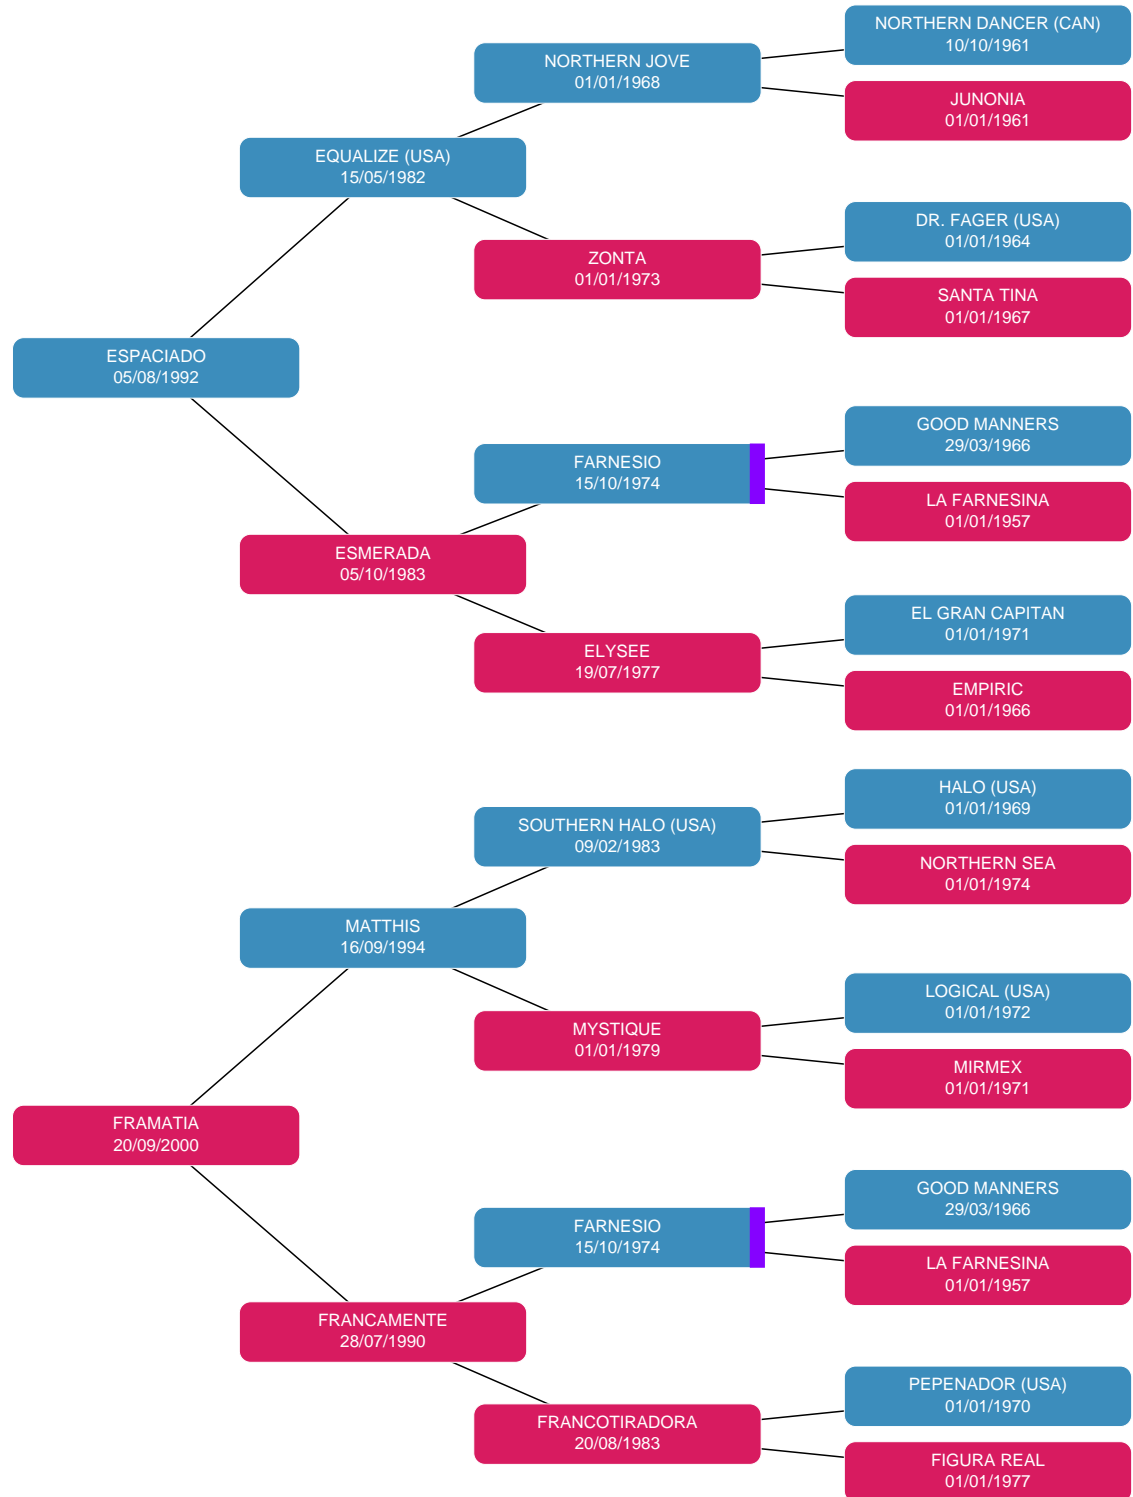 NORTHERN DANCER (CAN)
10/10/1961
NORTHERN JOVE
01/01/1968
JUNONIA
01/01/1961
EQUALIZE (USA)
15/05/1982
DR. FAGER (USA)
01/01/1964
ZONTA
01/01/1973
SANTA TINA
01/01/1967
ESPACIADO
05/08/1992
GOOD MANNERS
29/03/1966
FARNESIO
15/10/1974
LA FARNESINA
01/01/1957
ESMERADA
05/10/1983
EL GRAN CAPITAN
01/01/1971
ELYSEE
19/07/1977
EMPIRIC
01/01/1966
HALO (USA)
01/01/1969
SOUTHERN HALO (USA)
09/02/1983
NORTHERN SEA
01/01/1974
MATTHIS
16/09/1994
LOGICAL (USA)
01/01/1972
MYSTIQUE
01/01/1979
MIRMEX
01/01/1971
FRAMATIA
20/09/2000
GOOD MANNERS
29/03/1966
FARNESIO
15/10/1974
LA FARNESINA
01/01/1957
FRANCAMENTE
28/07/1990
PEPENADOR (USA)
01/01/1970
FRANCOTIRADORA
20/08/1983
FIGURA REAL
01/01/1977